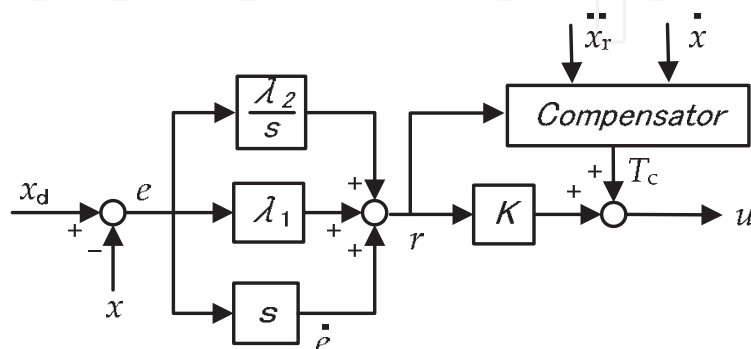 ẍr ẋ
λ2
s
Compensator
+
Tc
xd
e
+
+
λ1
+
r
K
+
+
u
+
−
x
s
ė